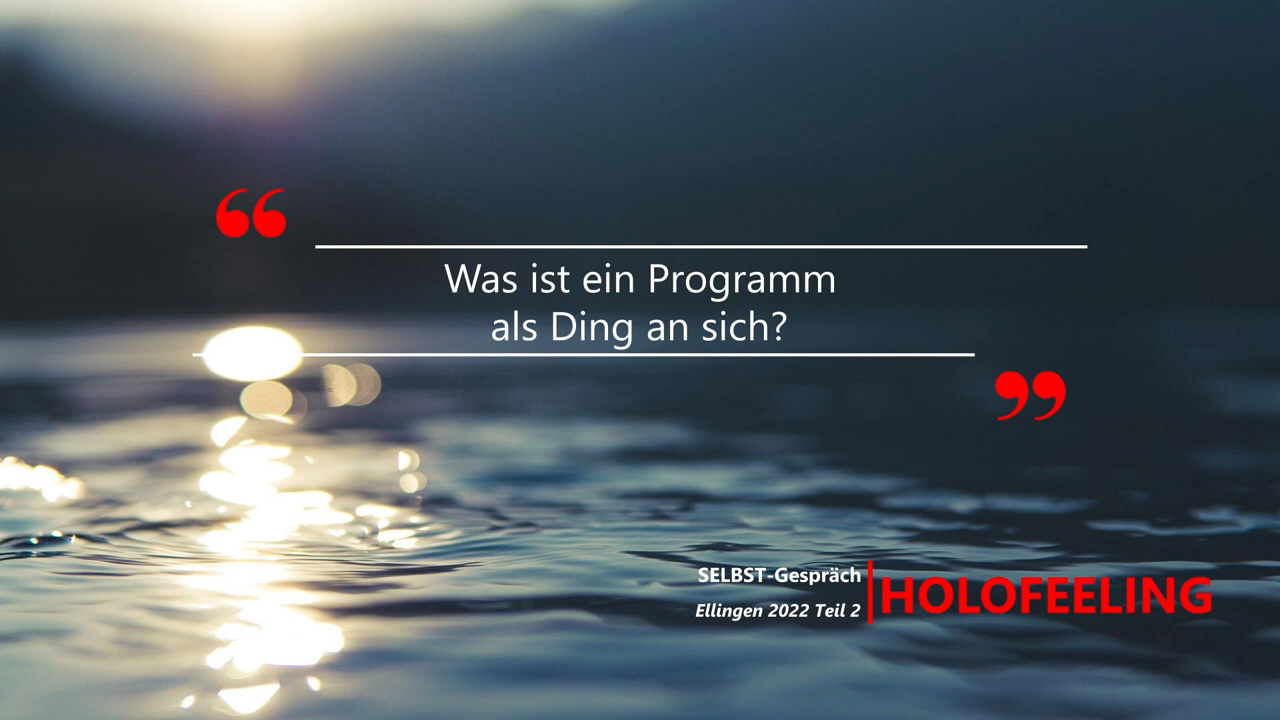 “
Was ist ein Programm
als Ding an sich?
”
SELBST-Gespräch
Ellingen 2022 Teil 2
HOLOFEELING